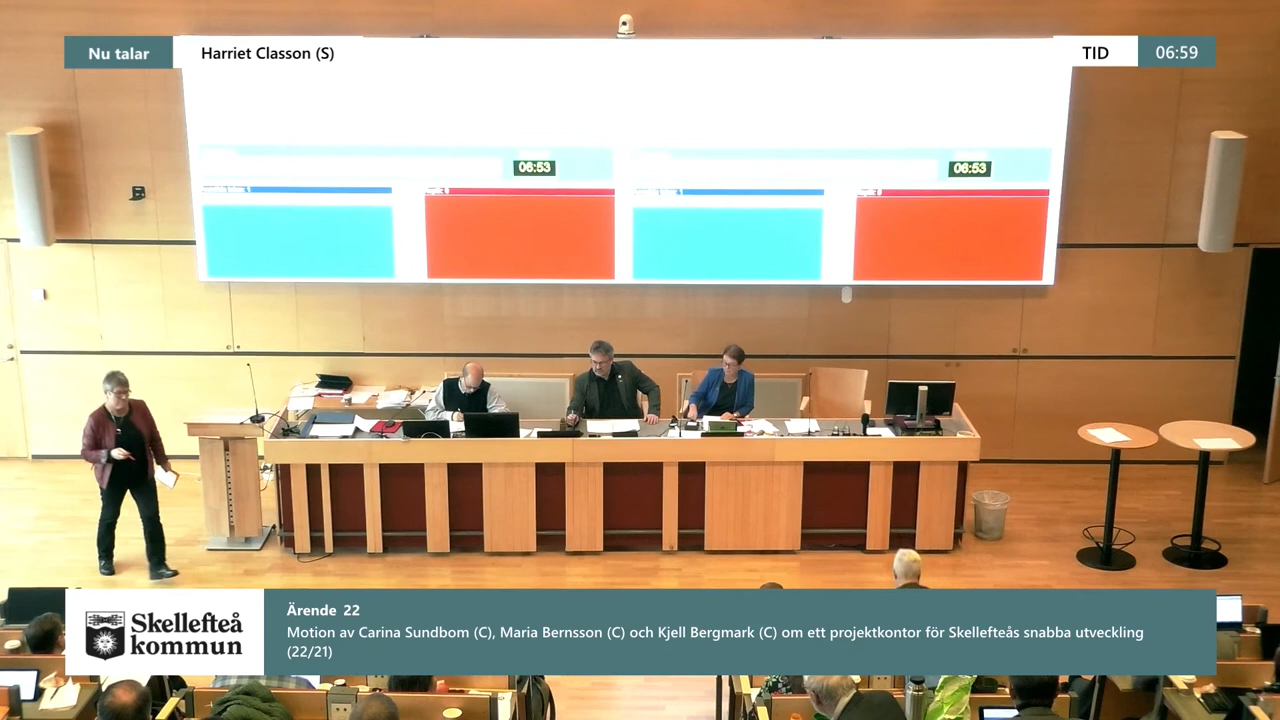 Nu talar
Harriet Classon (S)
TID
06:59
06:53
06:53
Skellefteå
kommun
Ärende 22
Motion av Carina Sundbom (C), Maria Bernsson (C) och Kjell Bergmark (C) om ett projektkontor för Skellefteås snabba utveckling
(22/21)